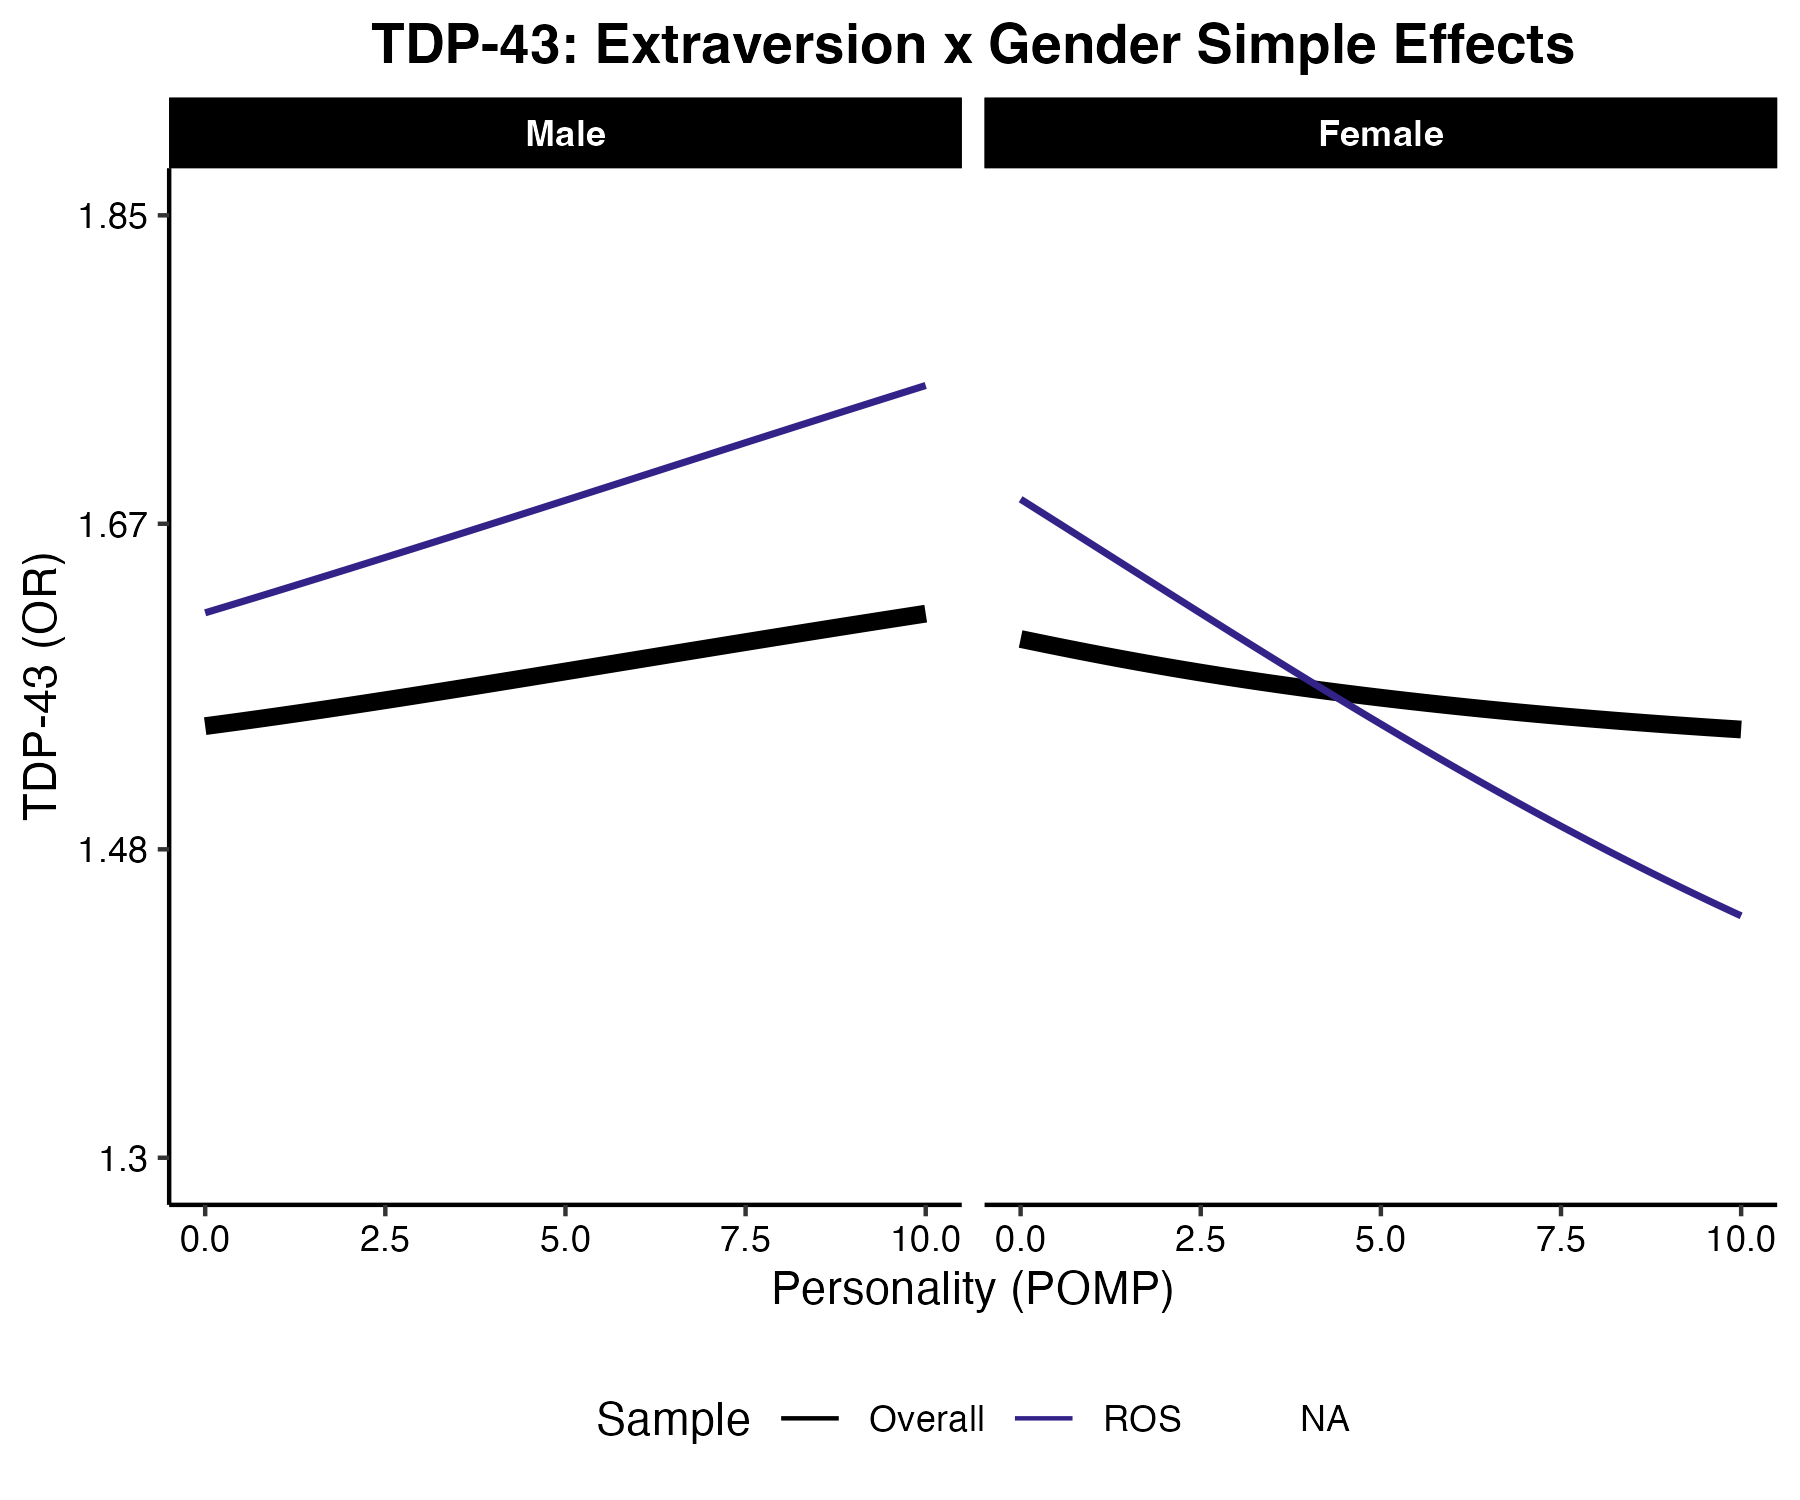 TDP-43: Extraversion x Gender Simple Effects
Male Female
1.85
1.67
1.48
1.3
TDP-43 (OR)
0.0 2.5 5.0 7.5 10.0 0.0 2.5 5.0 7.5 10.0
Personality (POMP)
Sample Overall ROS NA